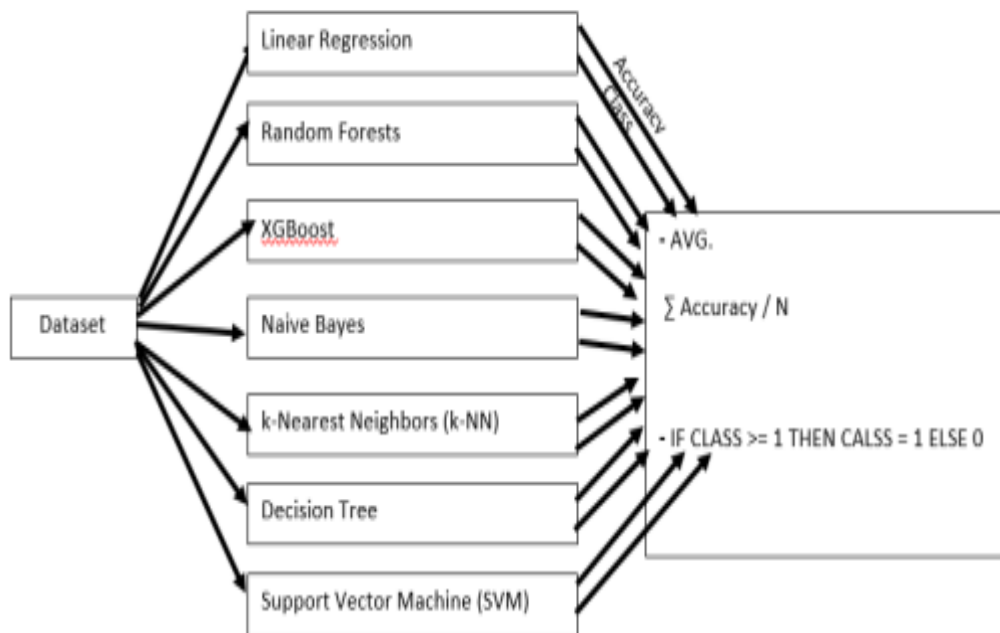 Linear Regression
Accuracy
Class
Random Forests
XGBoost
- AVG.
Dataset
Naive Bayes
∑ Accuracy / N
k-Nearest Neighbors (k-NN)
- IF CLASS >= 1 THEN CALSS = 1 ELSE 0
Decision Tree
Support Vector Machine (SVM)